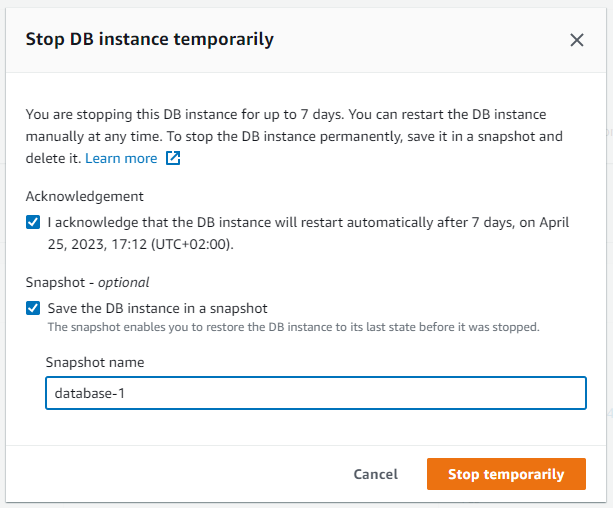 Stop DB instance temporarily
You are stopping this DB instance for up to 7 days. You can restart the DB instance
manually at any time. To stop the DB instance permanently, save it in a snapshot and
delete it. Learn more
Acknowledgement
I acknowledge that the DB instance will restart automatically after 7 days, on April
25, 2023, 17:12 (UTC+02:00).
Snapshot - optional
Save the DB instance in a snapshot
The snapshot enables you to restore the DB instance to its last state before it was stopped.
Snapshot name
database-1
Cancel
Stop temporarily